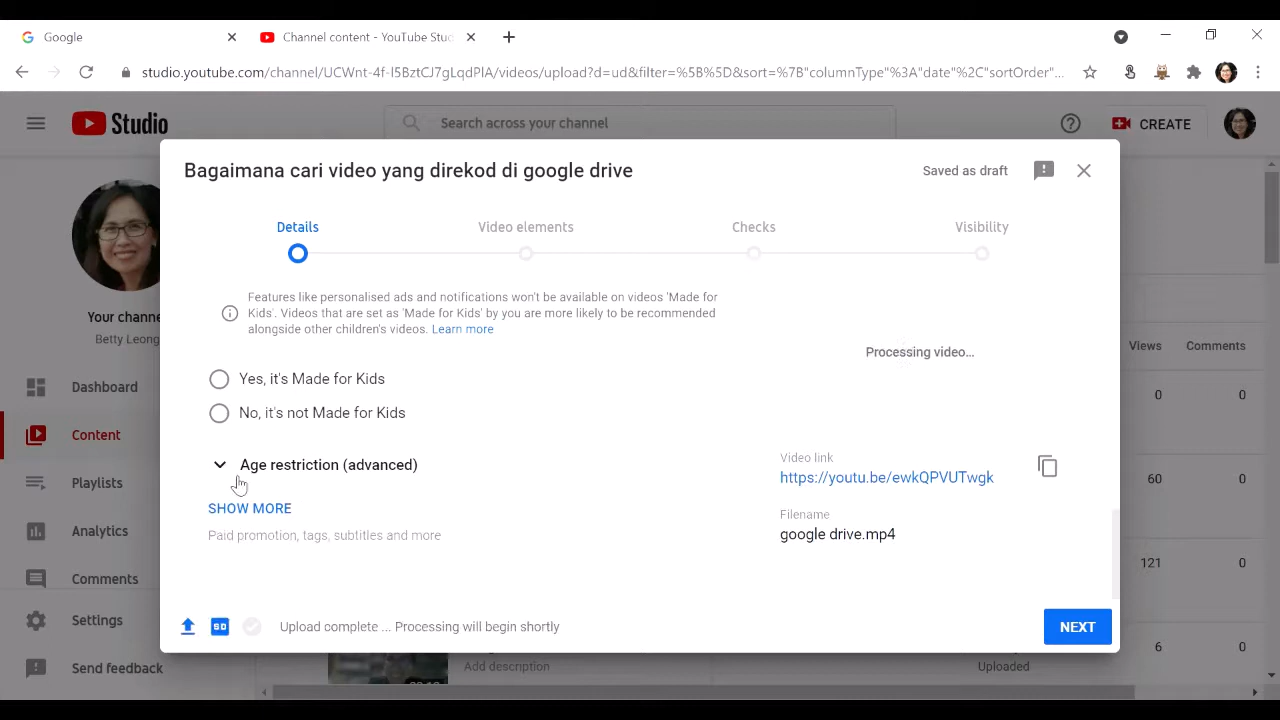 Google
Channel content - YouTube Stud
studio.youtube.com/channel/UCWnt-4f-I5BztCJ7gLqdPlA/videos/upload?d=ud&filter=%5B%5D&sort=%7B"columnType"%3A"date"%2C"sortOrder"...
Studio
Search across your channel
CREATE
Bagaimana cari video yang direkod di google drive
Saved as draft
Details
Video elements
Checks
Visibility
Features like personalised ads and notifications won't be available on videos 'Made for
Kids'. Videos that are set as 'Made for Kids' by you are more likely to be recommended
alongside other children's videos. Learn more
Processing video...
Yes, it's Made for Kids
No, it's not Made for Kids
Age restriction (advanced)
SHOW MORE
Paid promotion, tags, subtitles and more
Video link
https://youtu.be/ewkQPVUTwgk
Filename
google drive.mp4
SD
Upload complete ... Processing will begin shortly
NEXT
Your channe
Betty Leong
Dashboard
Content
Playlists
Analytics
Comments
Settings
Send feedback
Views
Comments
0
0
60
0
121
0
6
0
Add description
Uploaded